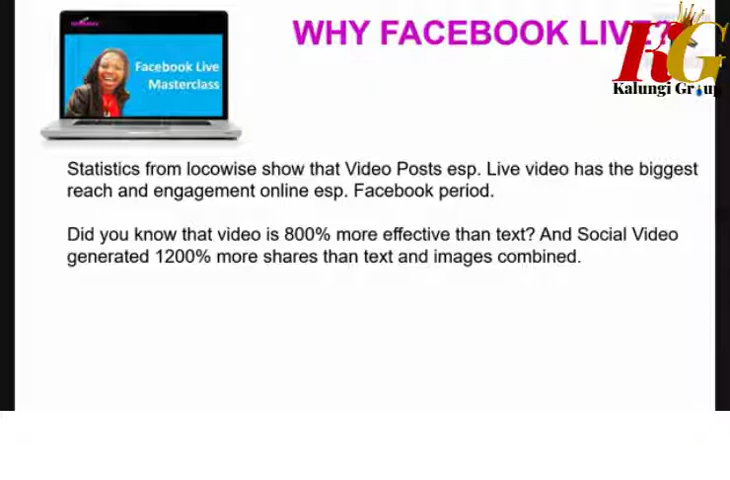 WHY FACEBOOK LIVE?
Kalungi Group
Facebook Live
Masterclass
Statistics from locowise show that Video Posts esp. Live video has the biggest
reach and engagement online esp. Facebook period.
Did you know that video is 800% more effective than text? And Social Video
generated 1200% more shares than text and images combined.